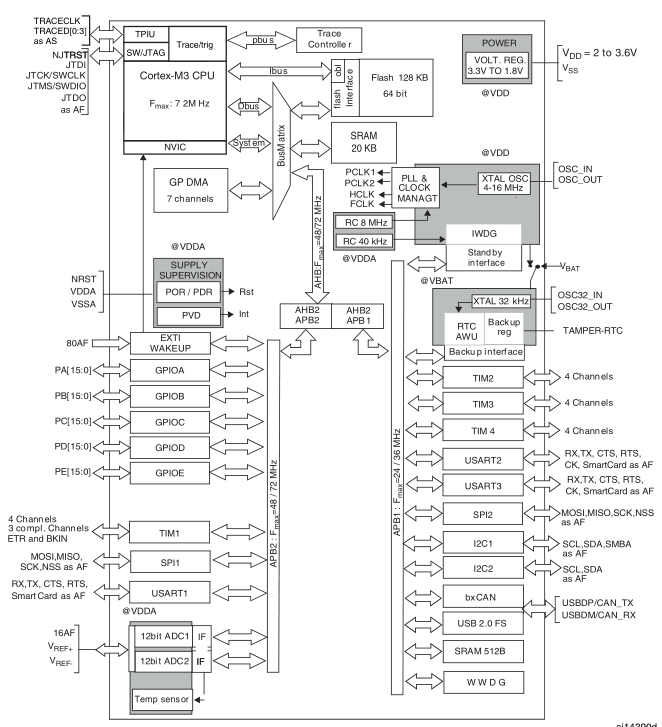 TRACECLK
TRACED[0:3]
as AS
TPIU
SW/JTAG
Trace/trig
pbus
Trace
Controller
NJTRST
JTDI
JTCK/SWCLK
JTMS/SWDIO
JTDO
as AF
Cortex-M3 CPU
Fmax: 7 2M Hz
NVIC
Ibus
Dbus
System
BusMatrix
flash obl
Interface
Flash 128 KB
64 bit
SRAM
20 KB
POWER
VOLT. REG.
3.3V TO 1.8V
@VDD
VDD = 2 to 3.6V
VSS
GP DMA
7 channels
AHB:Fmax=48/72 MHz
PCLK1
PCLK2
HCLK
FCLK
PLL &
CLOCK
MANAGT
@VDD
XTAL OSC
4-16 MHz
OSC_IN
OSC_OUT
RC 8 MHz
RC 40 kHz
@VDDA
IWDG
Standby
interface
@VBAT
VBAT
XTAL 32 kHz
OSC32_IN
OSC32_OUT
RTC
AWU
Backup
reg
TAMPER-RTC
Backup interface
@VDDA
SUPPLY
SUPERVISION
NRST
VDDA
VSSA
POR / PDR
Rst
PVD
Int
AHB2
APB2
AHB2
APB1
80AF
EXTI
WAKEUP
PA[15:0]
GPIOA
PB[15:0]
GPIOB
PC[15:0]
GPIOC
PD[15:0]
GPIOD
PE[15:0]
GPIOE
APB2 : Fmax=48 / 72 MHz
4 Channels
3 compl. Channels
ETR and BKIN
TIM1
MOSI,MISO,
SCK,NSS as AF
SPI1
RX,TX, CTS, RTS,
SmartCard as AF
USART1
@VDDA
16AF
VREF+
VREF-
12bit ADC1
IF
12bit ADC2
IF
Temp sensor
APB1 : Fmax=24 / 36 MHz
TIM2
4 Channels
TIM3
4 Channels
TIM 4
4 Channels
USART2
RX,TX, CTS, RTS,
CK, SmartCard as AF
USART3
RX,TX, CTS, RTS,
CK, SmartCard as AF
SPI2
MOSI,MISO,SCK,NSS
as AF
I2C1
SCL,SDA,SMBA
as AF
I2C2
SCL,SDA
as AF
bxCAN
USBDP/CAN_TX
USBDM/CAN_RX
USB 2.0 FS
SRAM 512B
W W D G
ai14390d